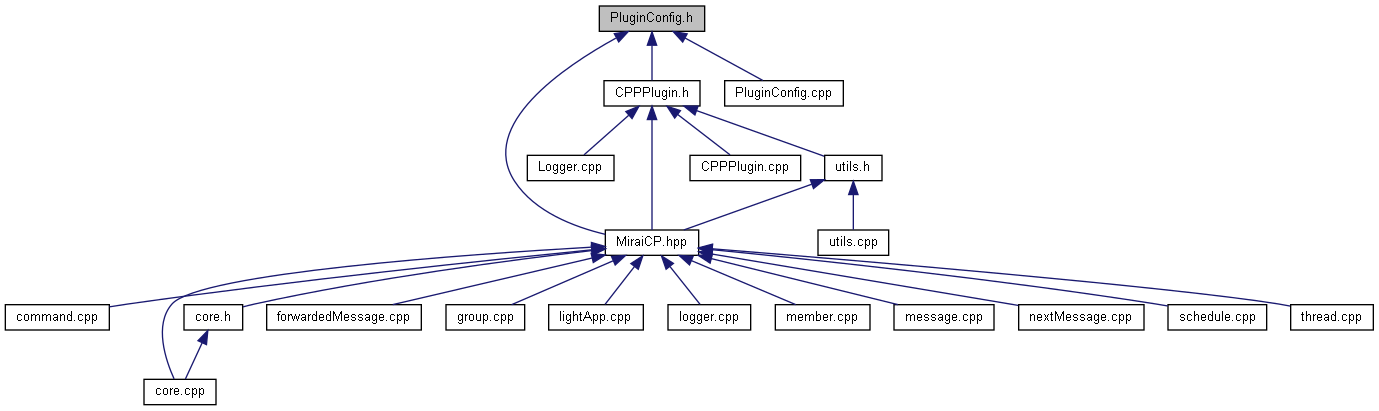 PluginConfig.h
CPPPlugin.h
PluginConfig.cpp
Logger.cpp
CPPPlugin.cpp
utils.h
MiraiCP.hpp
utils.cpp
command.cpp
core.h
forwardedMessage.cpp
group.cpp
lightApp.cpp
logger.cpp
member.cpp
message.cpp
nextMessage.cpp
schedule.cpp
thread.cpp
core.cpp